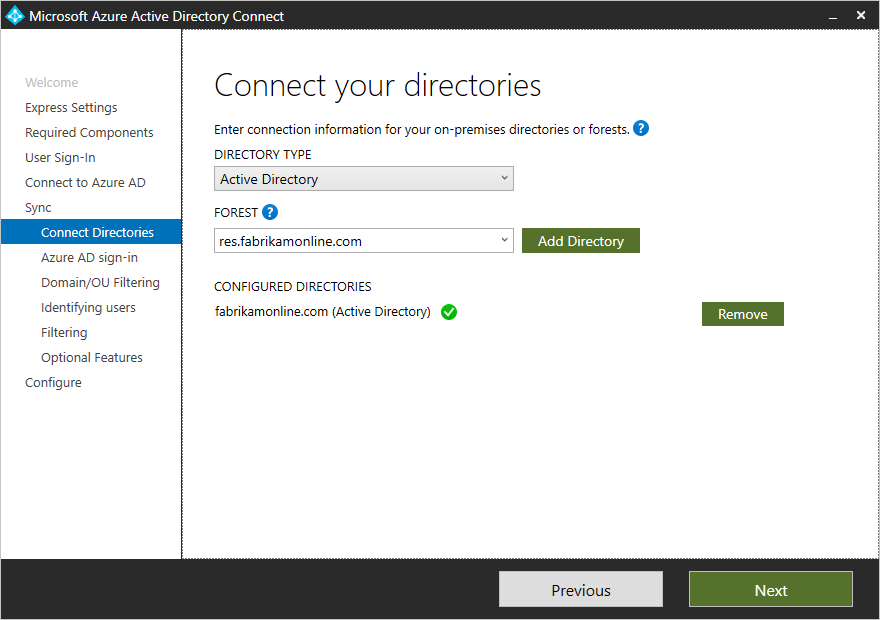 Microsoft Azure Active Directory Connect
Welcome
Express Settings
Required Components
User Sign-In
Connect to Azure AD
Sync
Connect Directories
Azure AD sign-in
Domain/OU Filtering
Identifying users
Filtering
Optional Features
Configure
Connect your directories
Enter connection information for your on-premises directories or forests. ?
DIRECTORY TYPE
Active Directory
FOREST ?
res.fabrikamonline.com Add Directory
CONFIGURED DIRECTORIES
fabrikamonline.com (Active Directory) Remove
Previous Next